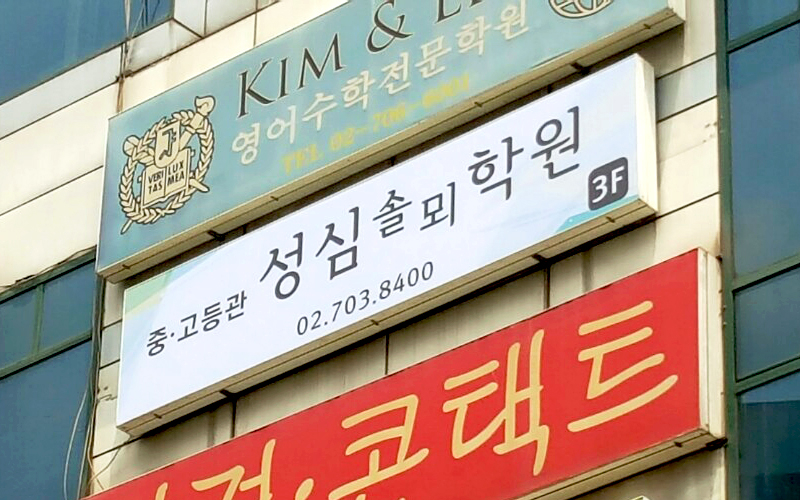 KIM &
영어수학전문학원
TEL 02-706-
VERI LUX
TAS MEA
중·고등관 성심솔뫼학원 3F
02.703.8400
콘택트